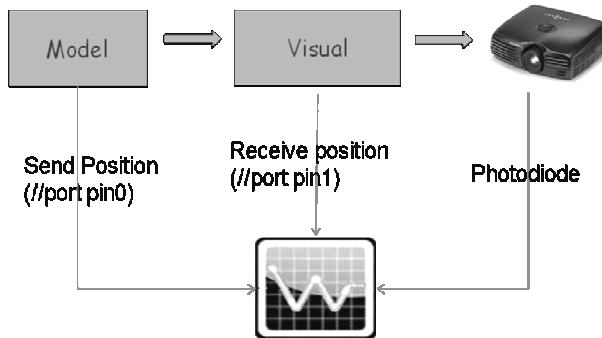 Model
Visual
Send Position
(//port pin0)
Receive position
(//port pin1)
Photodiode